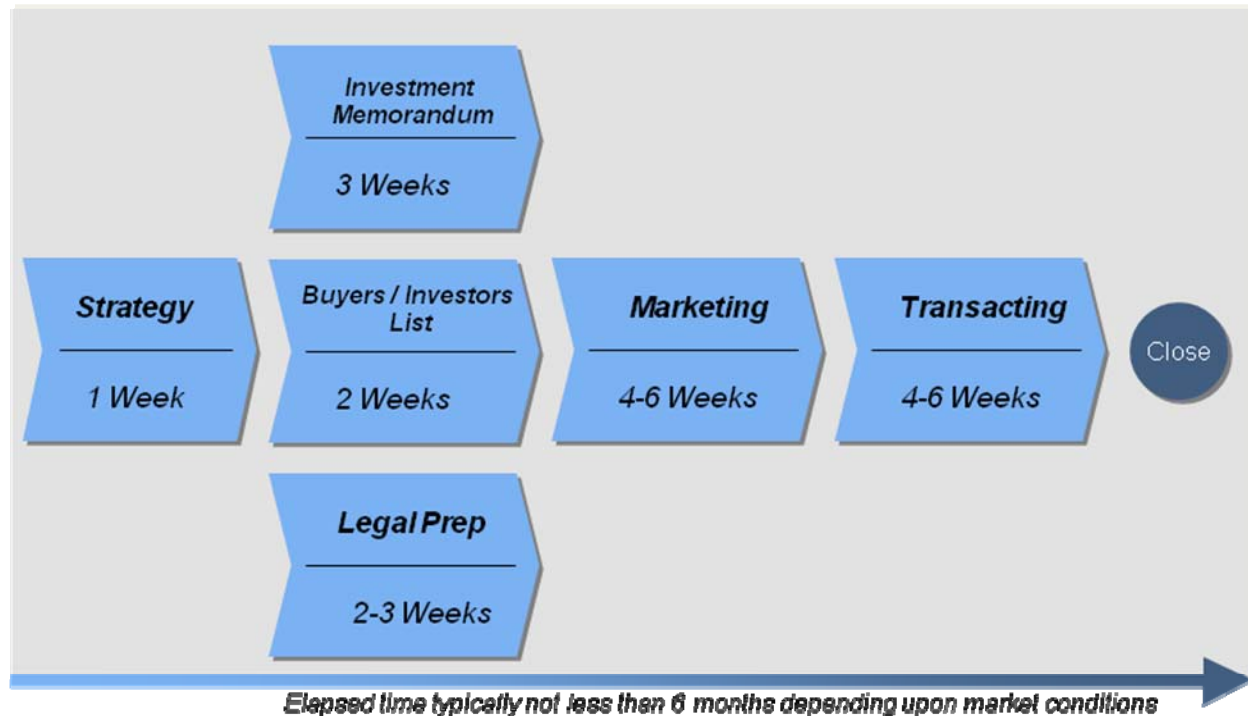 Investment
Memorandum
3 Weeks
Strategy
1 Week
Buyers / Investors
List
2 Weeks
Marketing
4-6 Weeks
Transacting
4-6 Weeks
Close
Legal Prep
2-3 Weeks
Elapsed time typically not less than 6 months depending upon market conditions